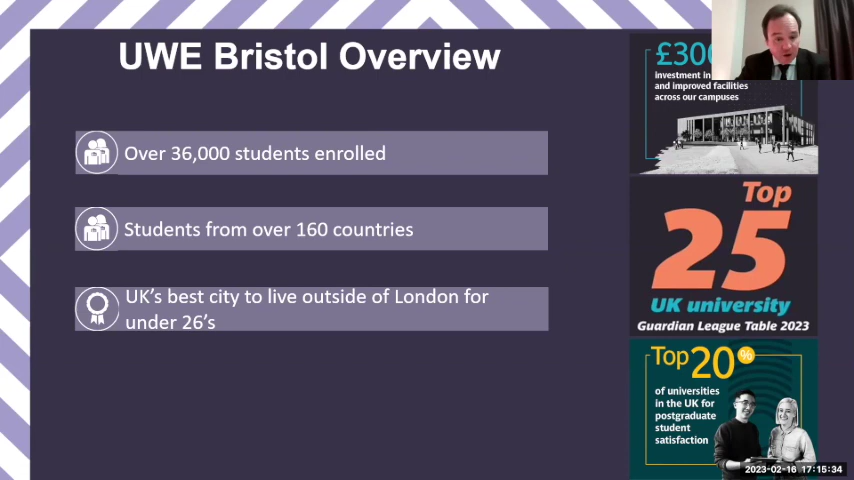 UWE Bristol Overview
Over 36,000 students enrolled
Students from over 160 countries
UK's best city to live outside of London for
under 26's
£300
investment in
and improved facilities
across our campuses
Top
25
UK university
Guardian League Table 2023
Top 20%
of universities
in the UK for
postgraduate
student
satisfaction
2023-02-16 17:15:34